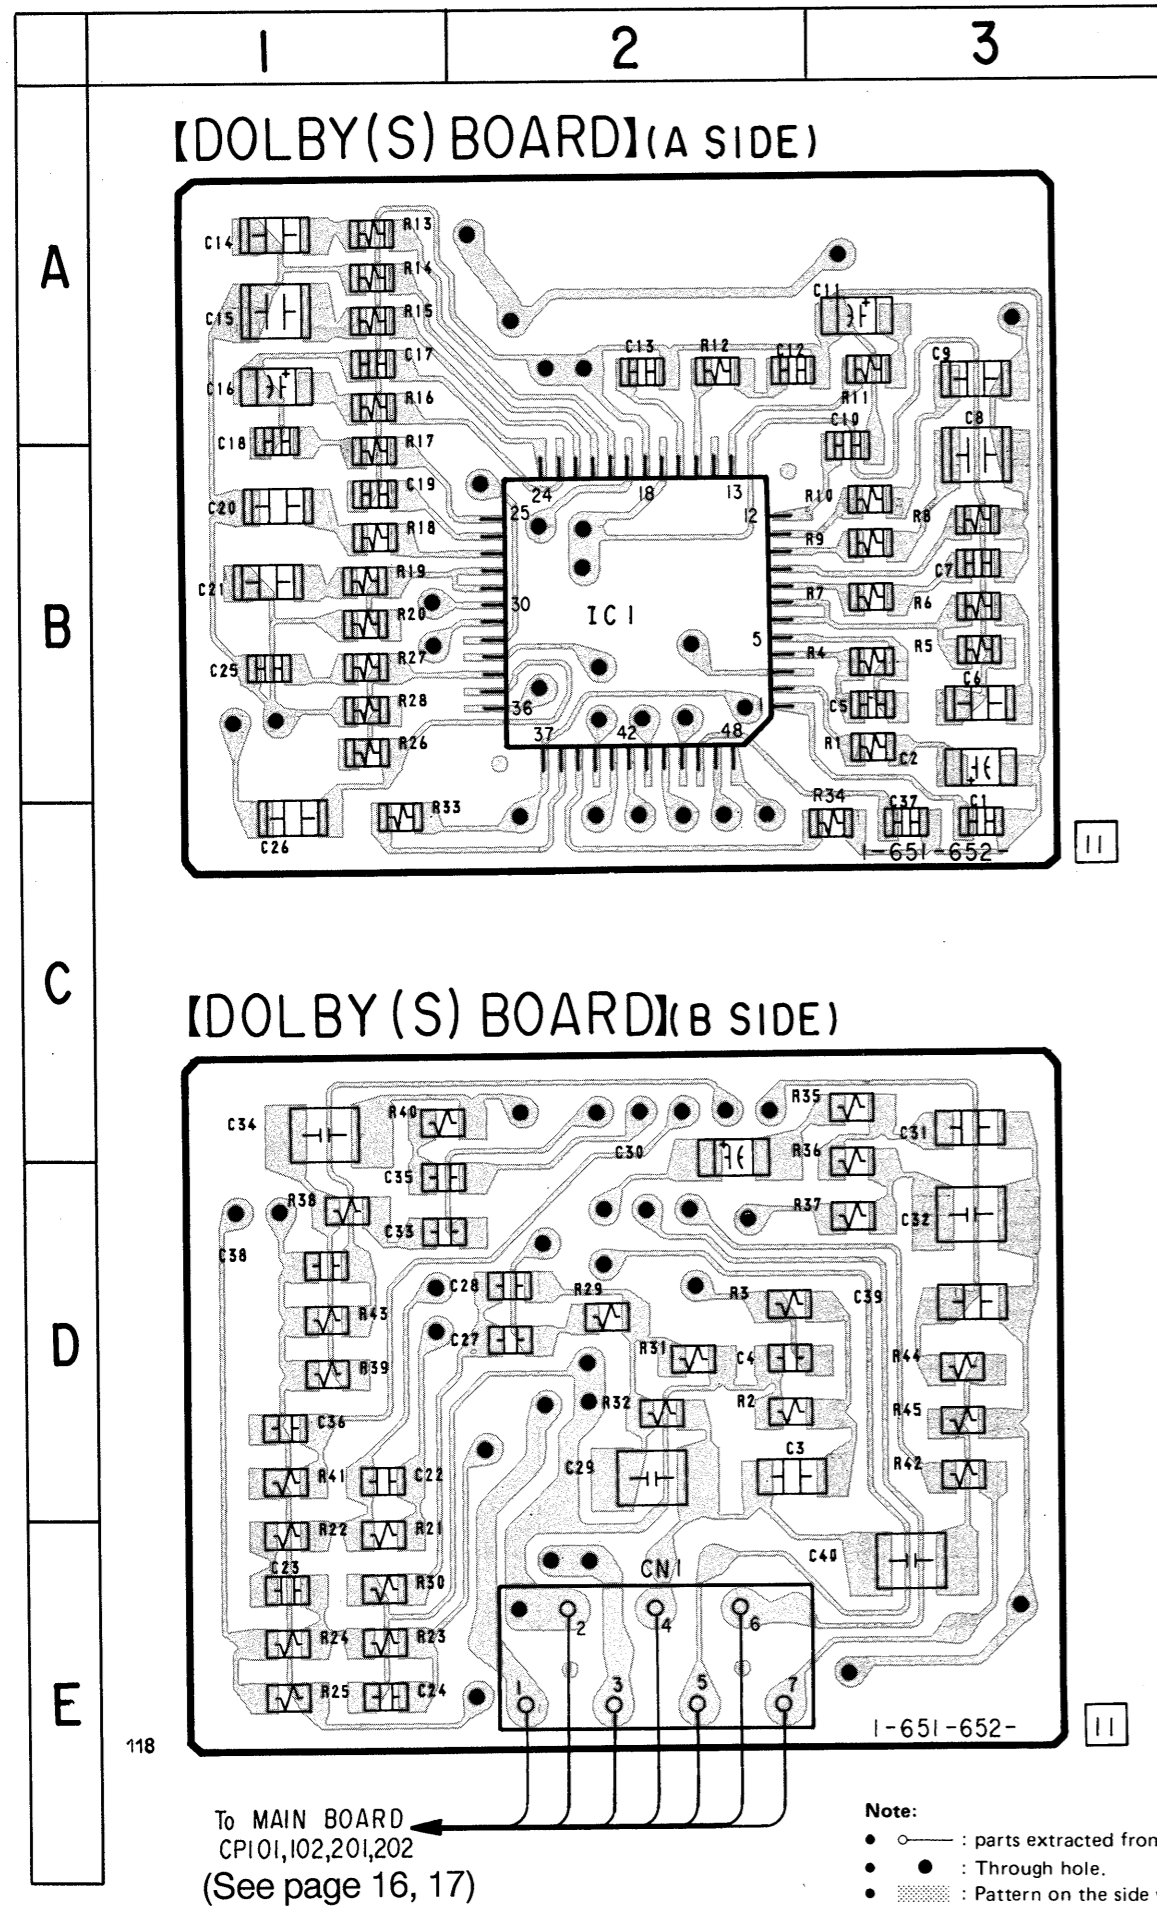 1 2 3
【DOLBY(S) BOARD】(A SIDE)
A
C14 R13
R14
C15 R15
C11
C17
C13 R12 C12
C9
C16
R16
R11
C10
C8
C18
R17
24 18 13
C19
C20
25
12
R10
R8
R18
R9
C21
R19
C7
B
30
IC1
R7
R6
R20
5
R5
C25
R27
R4
C6
R28
36
1
C5
37 42 48
R26
R1
C2
R33
R34 C37 C1
C26
1-651-652-
11
C
【DOLBY(S) BOARD】(B SIDE)
R35
C34
R40
C31
C30
R36
C35
R38
R37
C32
C33
C38
C28
R29
R3
C39
R43
C27
D
R31
C4
R44
R39
R32
R2
R45
C36
C3
R41
C22
C29
R42
R22
R21
C40
C23
CN1
R30
2 4 6
R24
R23
1 3 5 7
R25
C24
E
1-651-652-
11
118
To MAIN BOARD
CP101,102,201,202
(See page 16, 17)
Note:
• : parts extracted from
• : Through hole.
• : Pattern on the side